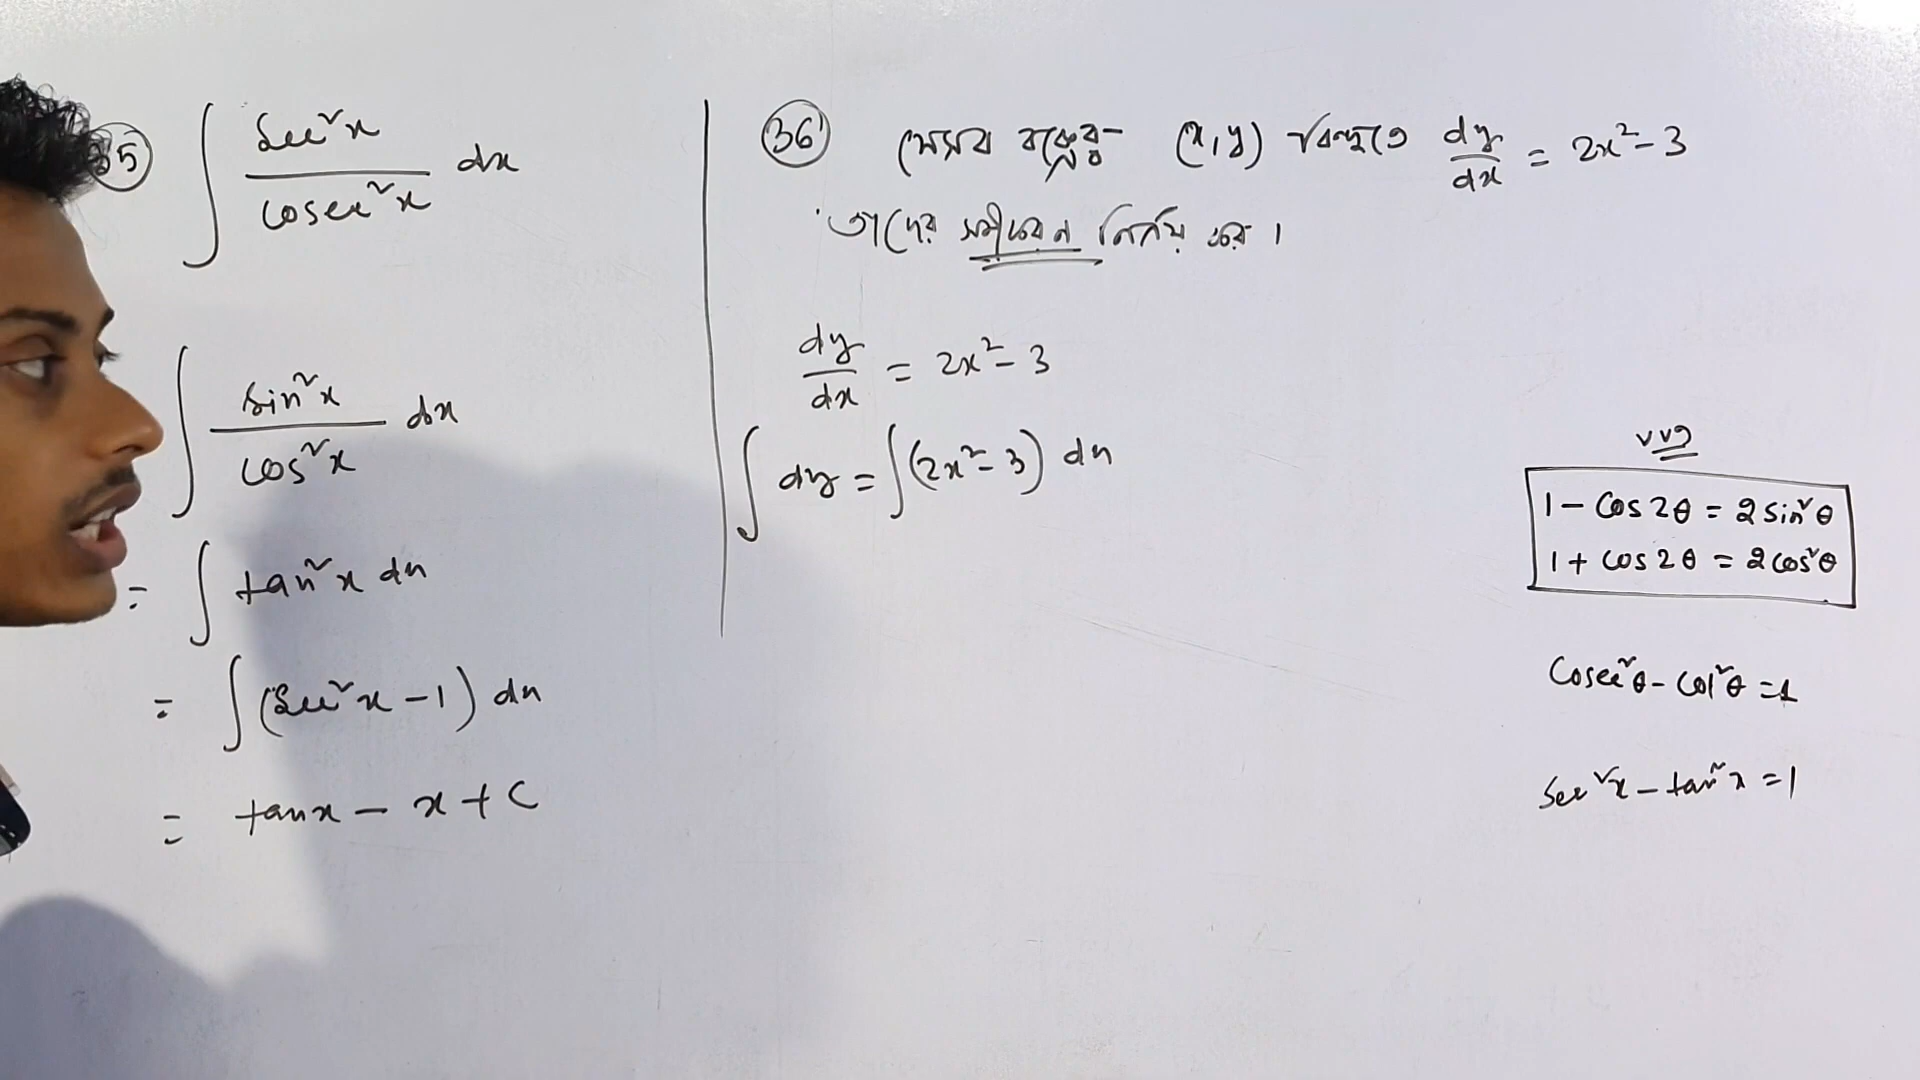 35 ∫ sec²x / cosec²x dx
∫ sin²x / cos²x dx
= ∫ tan²x dx
= ∫ (sec²x - 1) dx
= tanx - x + c
36 যেসব বক্রের (x,y) বিন্দুতে dy/dx = 2x² - 3
তাদের সমীকরণ নির্ণয় কর।
dy/dx = 2x² - 3
∫ dy = ∫ (2x² - 3) dx
VVI
1 - cos2θ = 2sin²θ
1 + cos2θ = 2cos²θ
cosec²θ - cot²θ = 1
sec²x - tan²x = 1